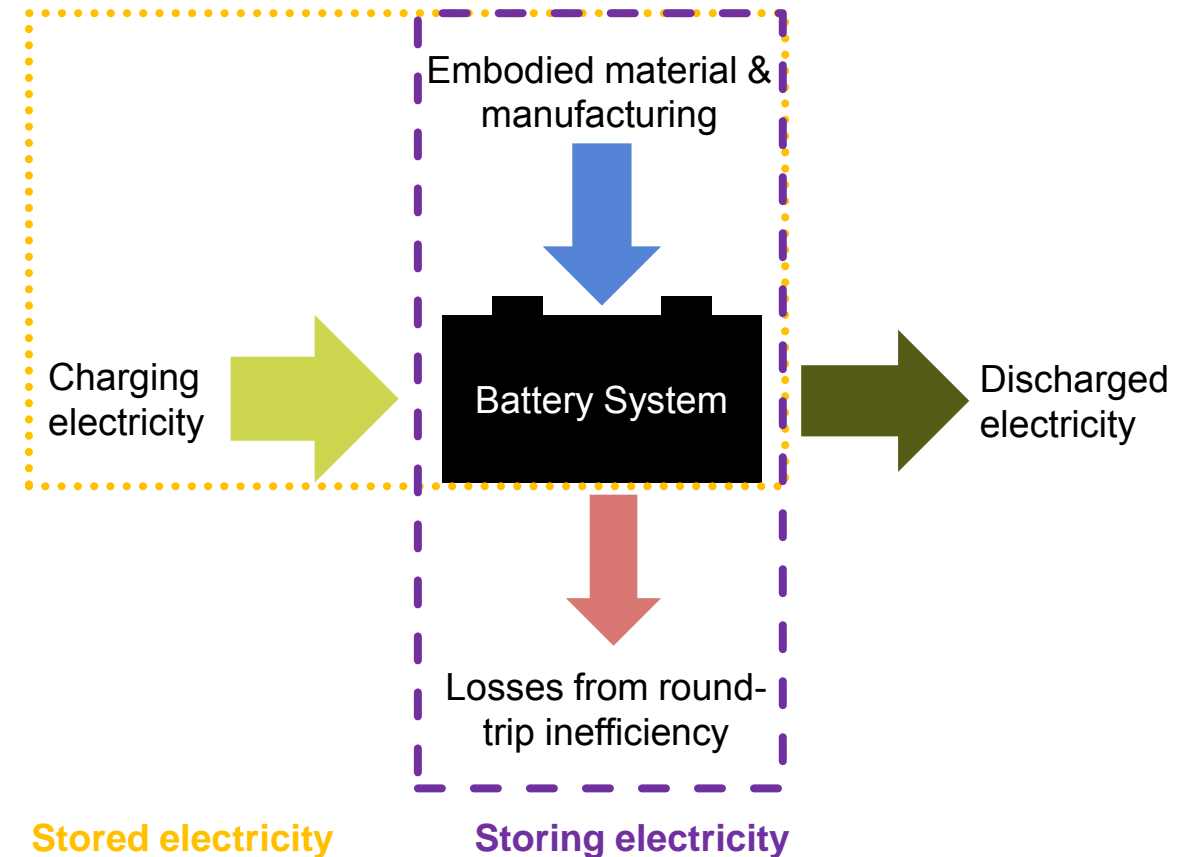 Embodied material &
manufacturing
Charging
electricity
Battery System
Discharged
electricity
Losses from round-
trip inefficiency
Stored electricity
Storing electricity